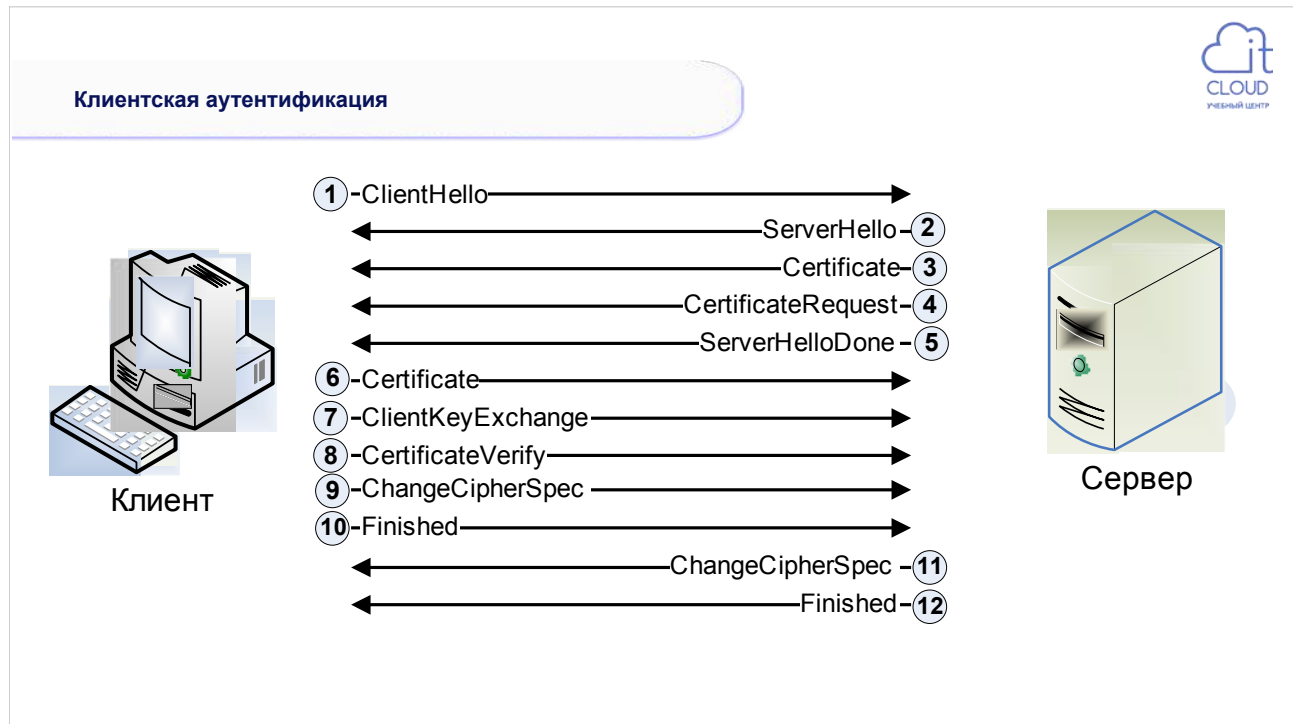 it
CLOUD
УЧЕБНЫЙ ЦЕНТР
Клиентская аутентификация
1 ClientHello
ServerHello 2
Certificate 3
CertificateRequest 4
ServerHelloDone 5
6 Certificate
7 ClientKeyExchange
8 CertificateVerify
9 ChangeCipherSpec
10 Finished
ChangeCipherSpec 11
Finished 12
Клиент
Сервер